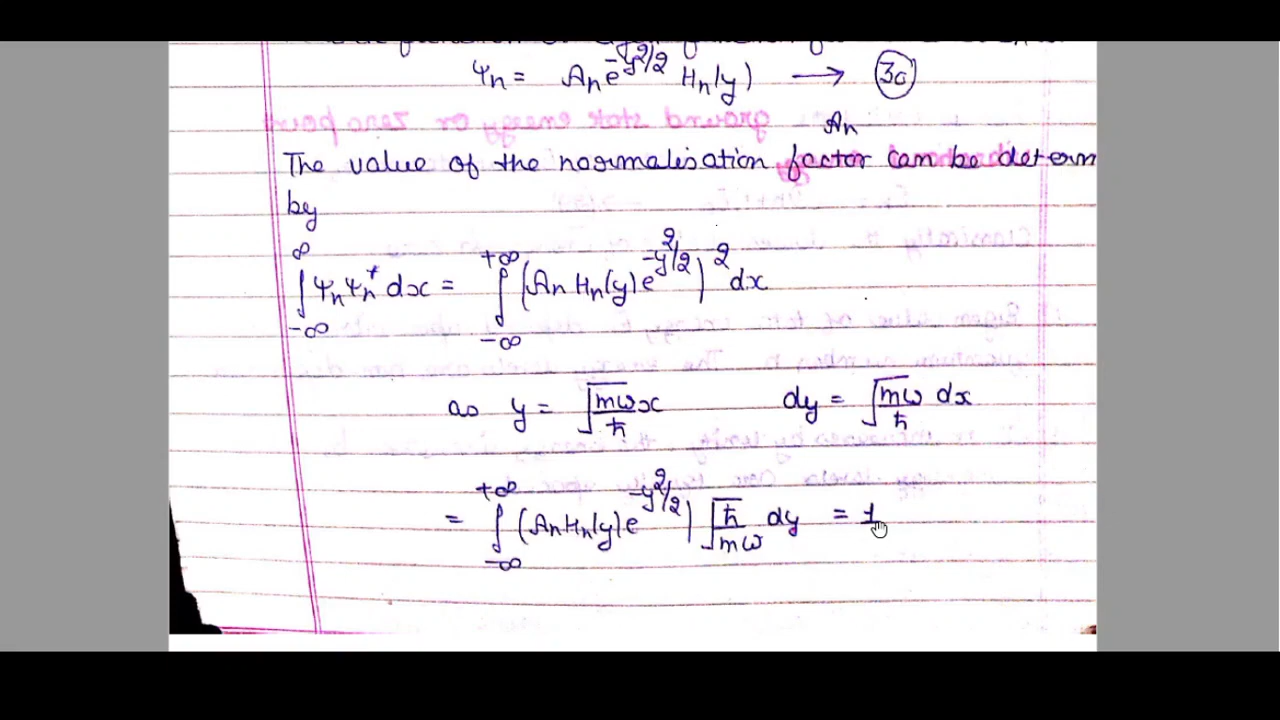 ψn = An e^-y²/2 Hn(y) → (30)
An
The value of the normalisation factor can be determ
by
∞∫-∞ ψn ψn* dx = +∞∫-∞ (An Hn(y) e^-y²/2)² dx
as y = √(mω/ħ) x dy = √(mω/ħ) dx
= +∞∫-∞ (An Hn(y) e^-y²/2) √(ħ/mω) dy = 1